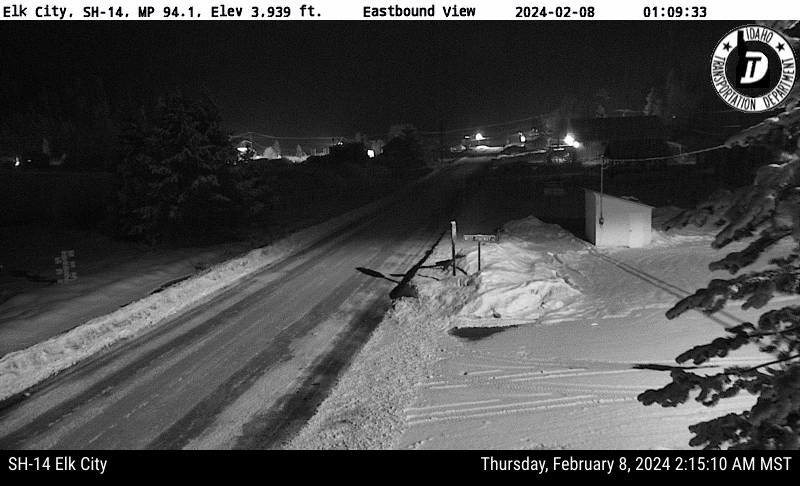 Elk City, SH-14, MP 94.1, Elev 3,939 ft. Eastbound View 2024-02-08 01:09:33
IDAHO
TRANSPORTATION DEPARTMENT
SH-14 Elk City Thursday, February 8, 2024 2:15:10 AM MST